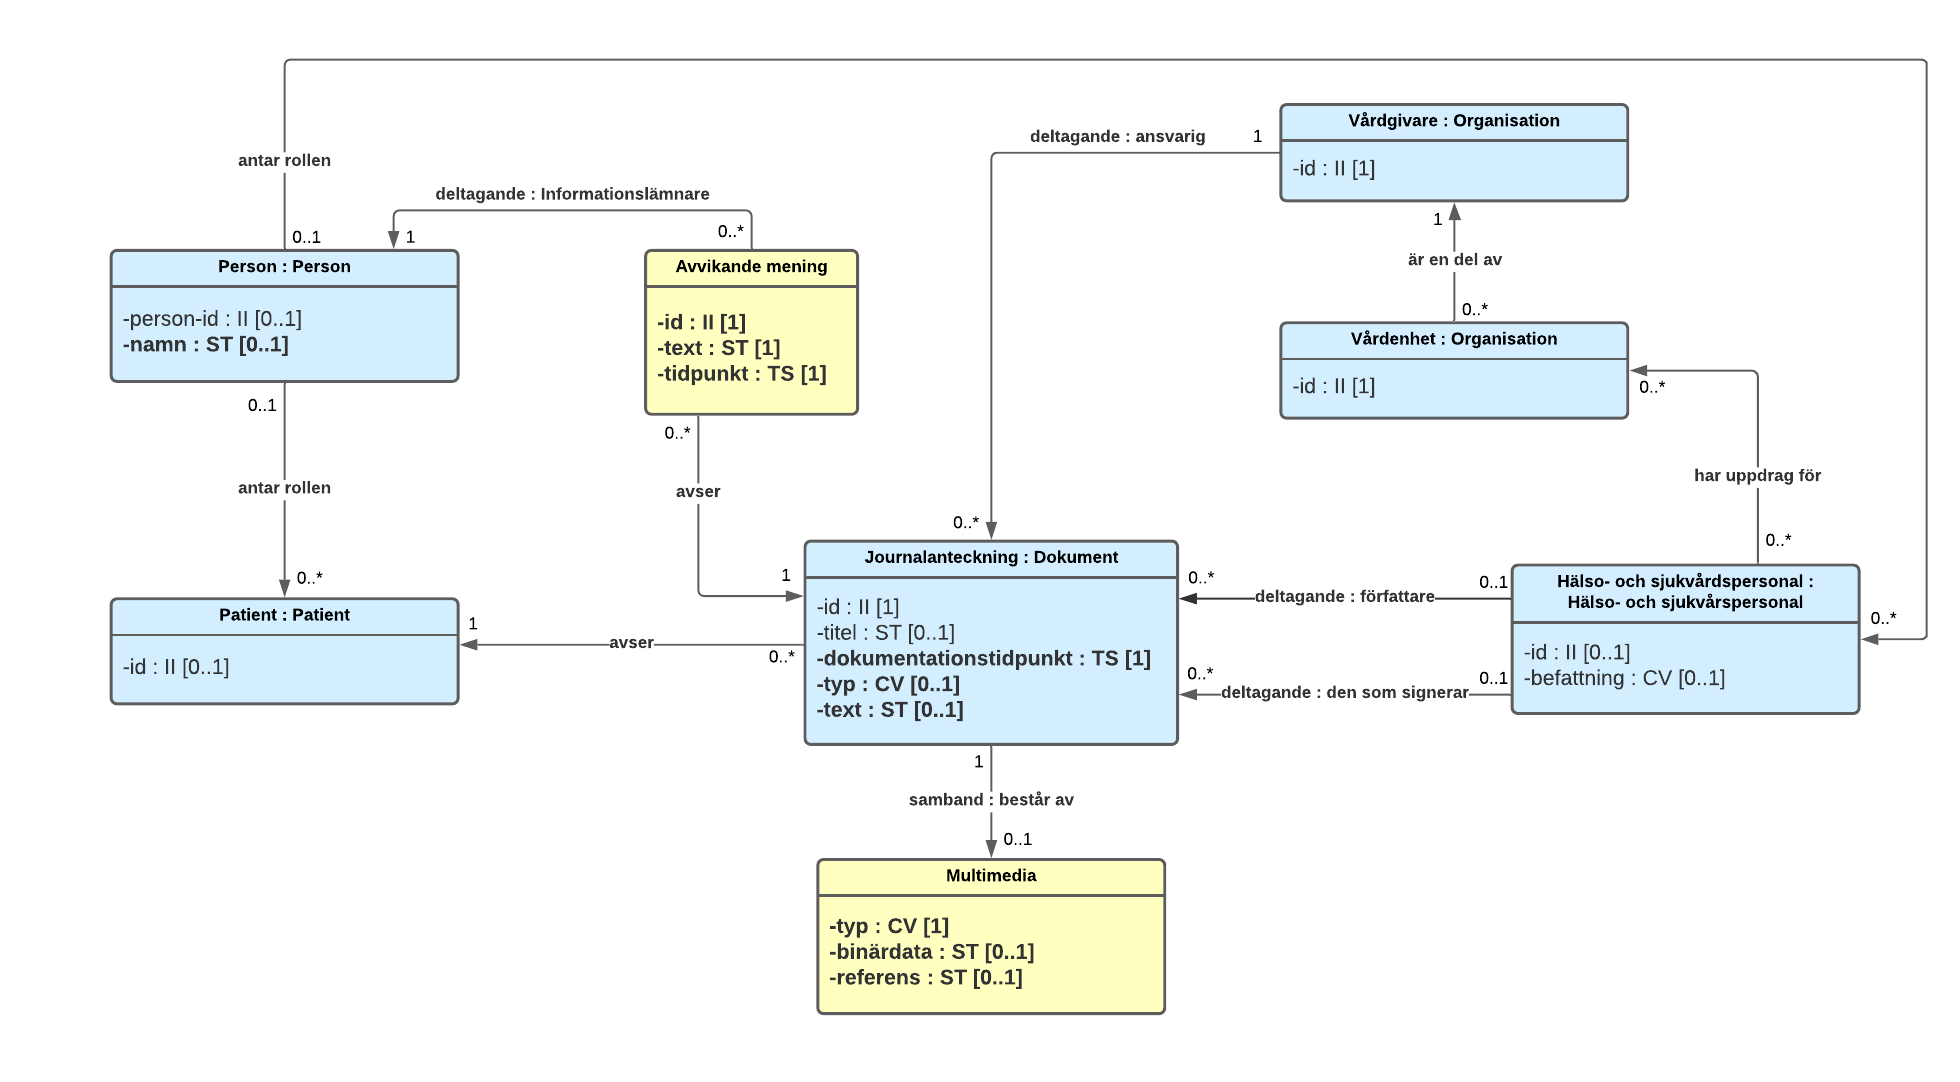 Vårdgivare : Organisation
-id : II [1]
deltagande : ansvarig
1
antar rollen
deltagande : Informationslämnare
0..1
1
0..*
1
är en del av
0..*
Person : Person
-person-id : II [0..1]
-namn : ST [0..1]
Avvikande mening
-id : II [1]
-text : ST [1]
-tidpunkt : TS [1]
Vårdenhet : Organisation
-id : II [1]
0..*
0..1
0..*
antar rollen
avser
har uppdrag för
0..*
0..*
0..*
1
Journalanteckning : Dokument
-id : II [1]
-titel : ST [0..1]
-dokumentationstidpunkt : TS [1]
-typ : CV [0..1]
-text : ST [0..1]
0..*
deltagande : författare
0..1
0..*
deltagande : den som signerar
0..1
Hälso- och sjukvårdspersonal :
Hälso- och sjukvårspersonal
-id : II [0..1]
-befattning : CV [0..1]
0..*
Patient : Patient
-id : II [0..1]
1
avser
0..*
1
samband : består av
0..1
Multimedia
-typ : CV [1]
-binärdata : ST [0..1]
-referens : ST [0..1]